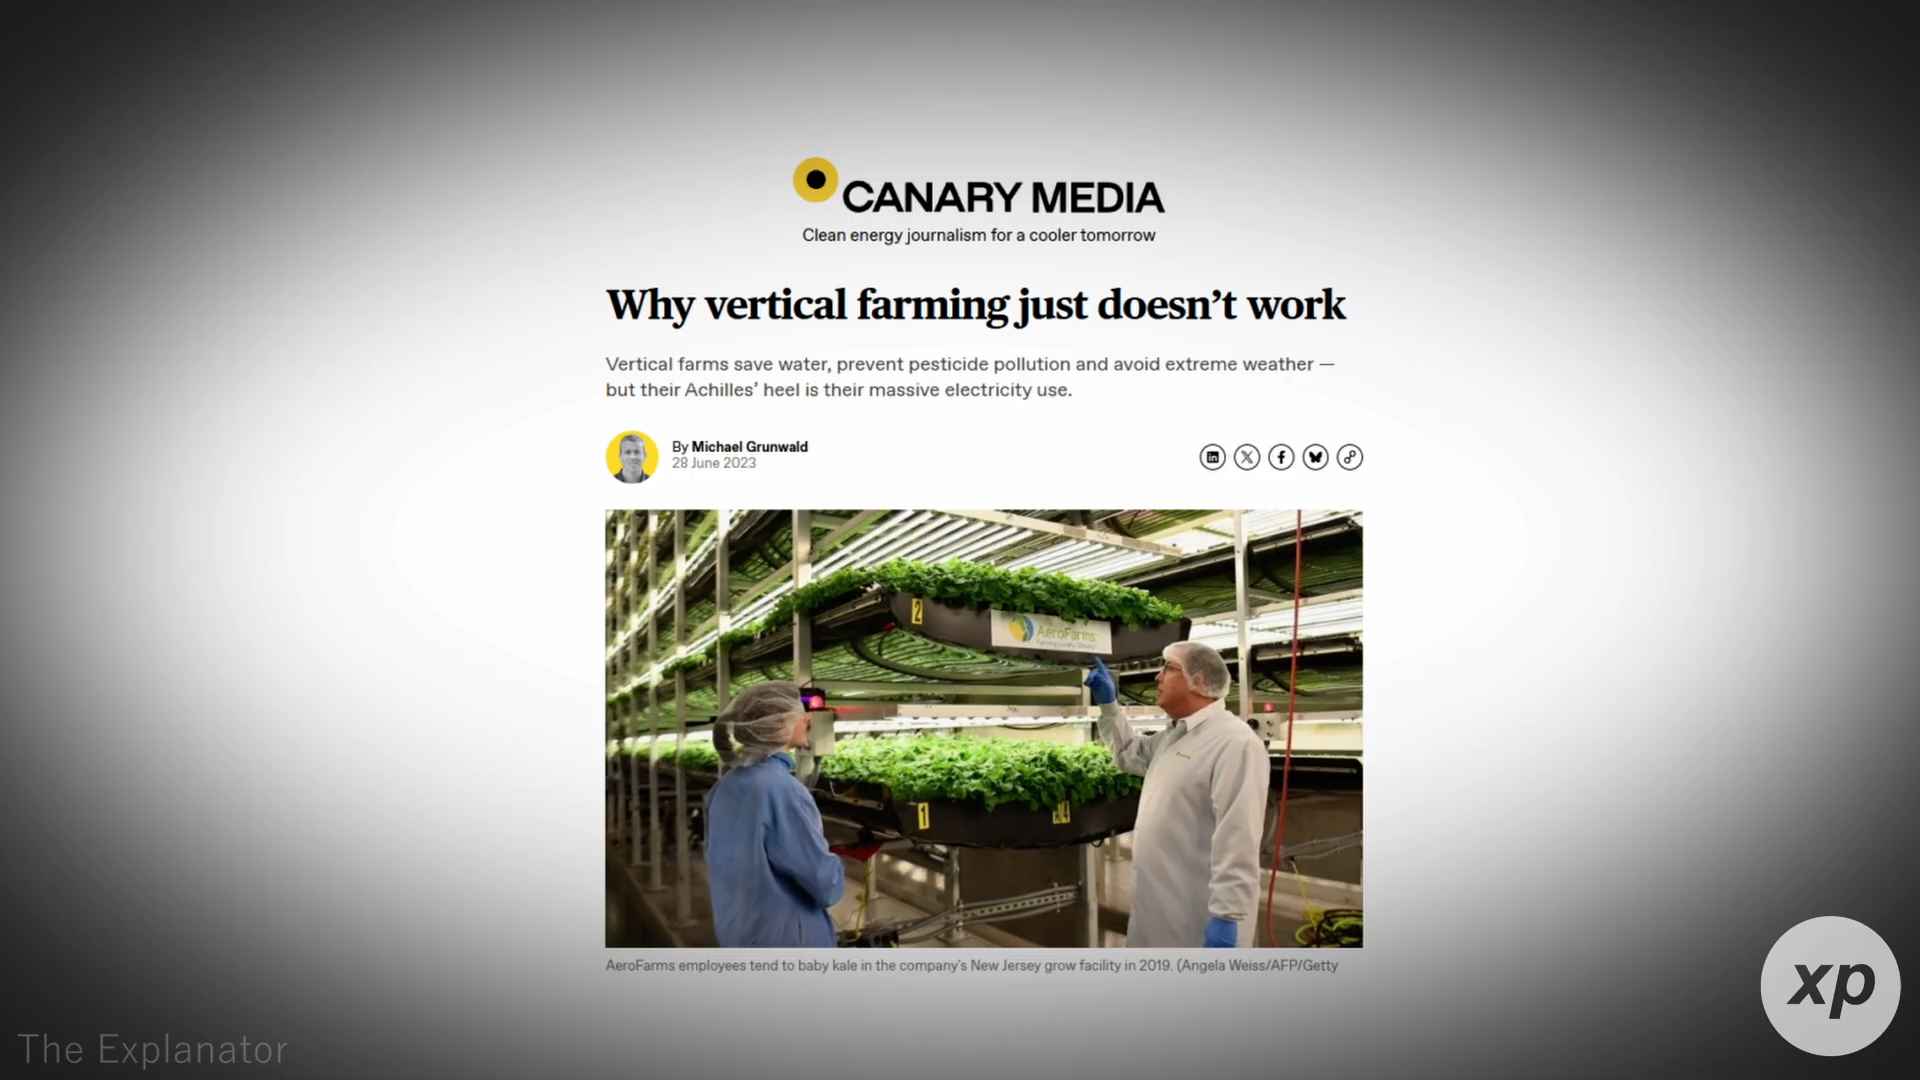 CANARY MEDIA
Clean energy journalism for a cooler tomorrow
Why vertical farming just doesn’t work
Vertical farms save water, prevent pesticide pollution and avoid extreme weather —
but their Achilles’ heel is their massive electricity use.
By Michael Grunwald
28 June 2023
2
AeroFarms
1
AeroFarms employees tend to baby kale in the company's New Jersey grow facility in 2019. (Angela Weiss/AFP/Getty
xp
The Explanator